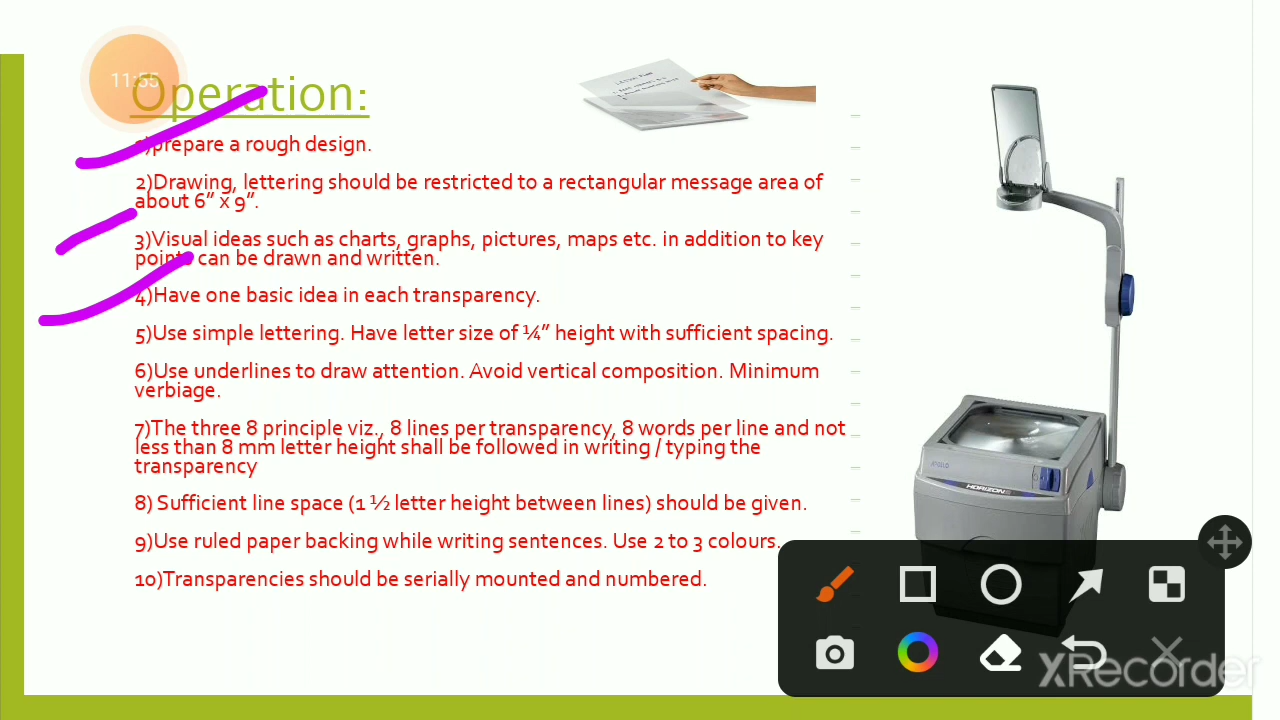 11:55
Operation:
1)prepare a rough design.
2)Drawing, lettering should be restricted to a rectangular message area of
about 6” x 9”.
3)Visual ideas such as charts, graphs, pictures, maps etc. in addition to key
points can be drawn and written.
4)Have one basic idea in each transparency.
5)Use simple lettering. Have letter size of ¼” height with sufficient spacing.
6)Use underlines to draw attention. Avoid vertical composition. Minimum
verbiage.
7)The three 8 principle viz., 8 lines per transparency, 8 words per line and not
less than 8 mm letter height shall be followed in writing / typing the
transparency
8) Sufficient line space (1 ½ letter height between lines) should be given.
9)Use ruled paper backing while writing sentences. Use 2 to 3 colours.
10)Transparencies should be serially mounted and numbered.
HORIZON
XRecorder